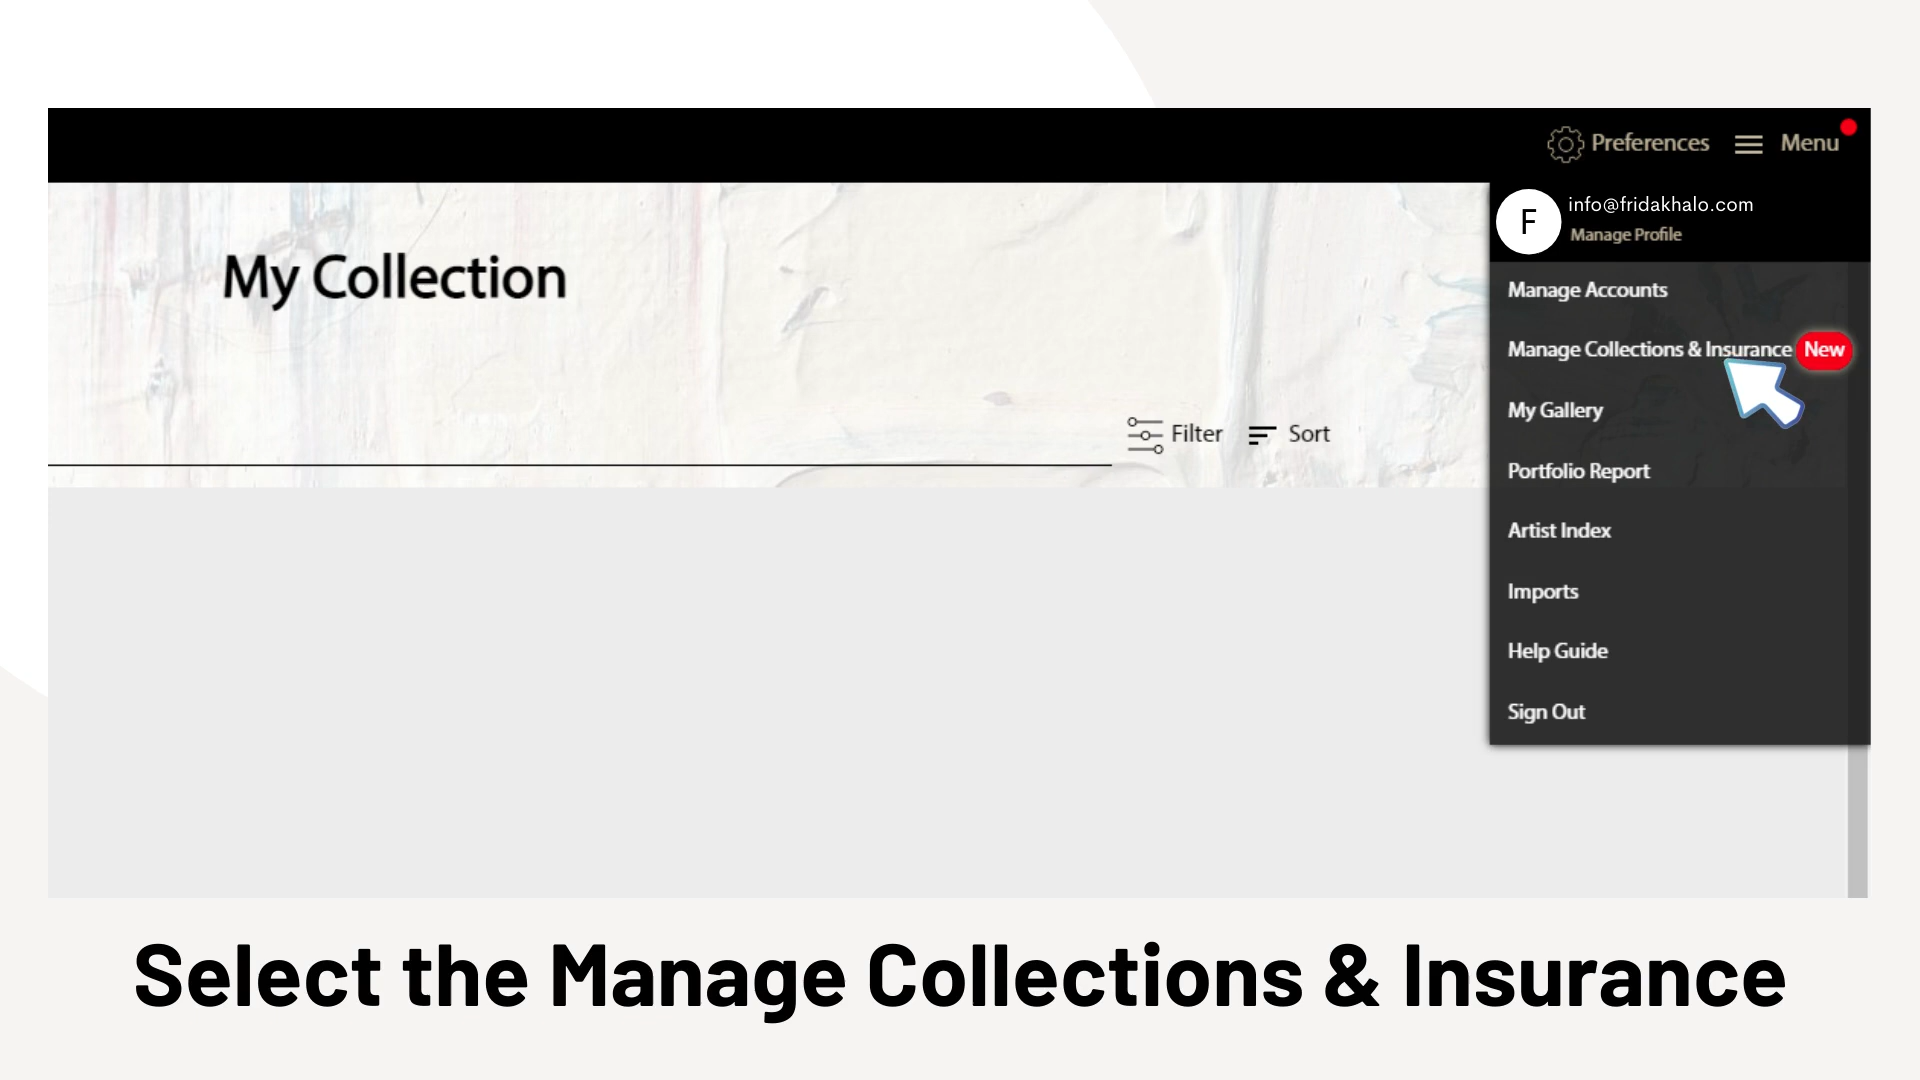 Preferences Menu
F
info@fridakhalo.com
Manage Profile
My Collection
Manage Accounts
Manage Collections & Insurance New
My Gallery
Filter Sort
Portfolio Report
Artist Index
Imports
Help Guide
Sign Out
Select the Manage Collections & Insurance